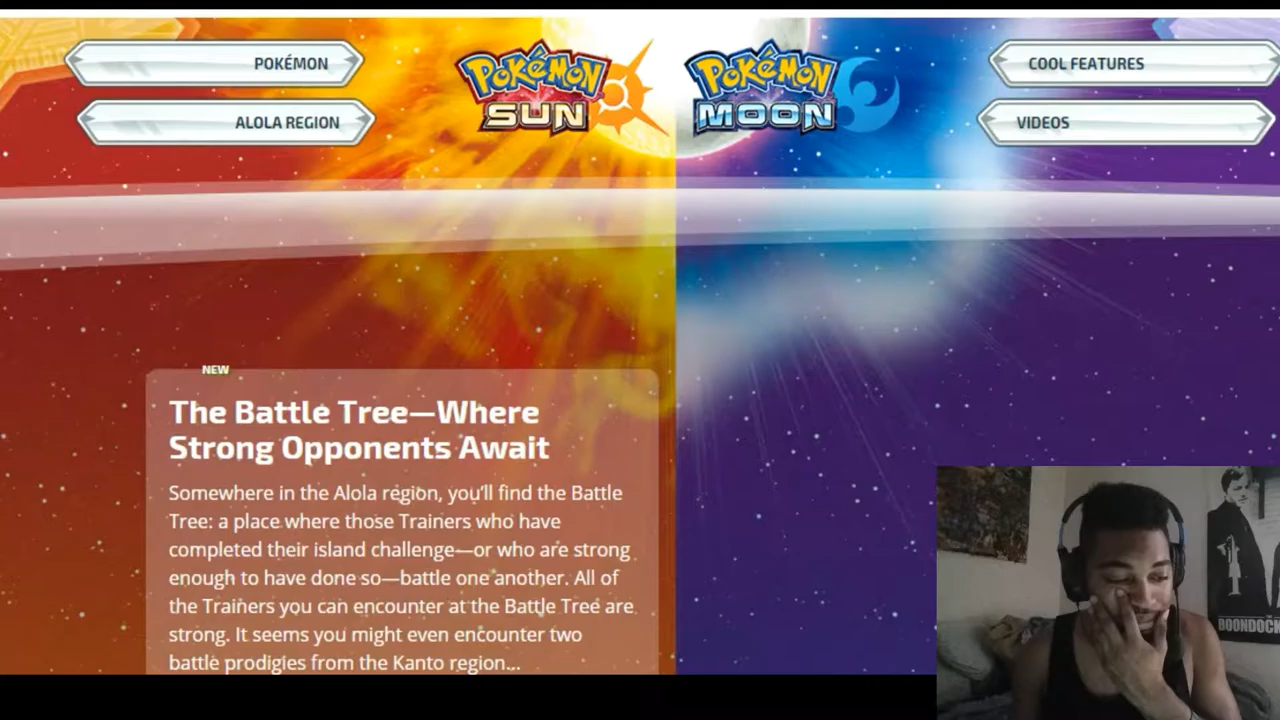 POKÉMON
ALOLA REGION
POKÉMON
SUN
POKÉMON
MOON
COOL FEATURES
VIDEOS
NEW
The Battle Tree—Where
Strong Opponents Await
Somewhere in the Alola region, you'll find the Battle
Tree: a place where those Trainers who have
completed their island challenge—or who are strong
enough to have done so—battle one another. All of
the Trainers you can encounter at the Battle Tree are
strong. It seems you might even encounter two
battle prodigies from the Kanto region...
BOONDOCK